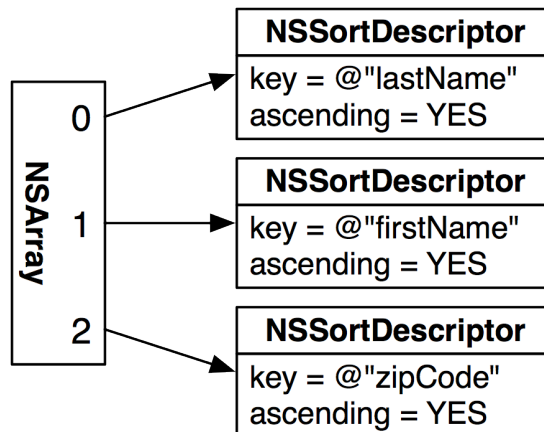 NSArray
0
1
2
NSSortDescriptor
key = @"lastName"
ascending = YES
NSSortDescriptor
key = @"firstName"
ascending = YES
NSSortDescriptor
key = @"zipCode"
ascending = YES